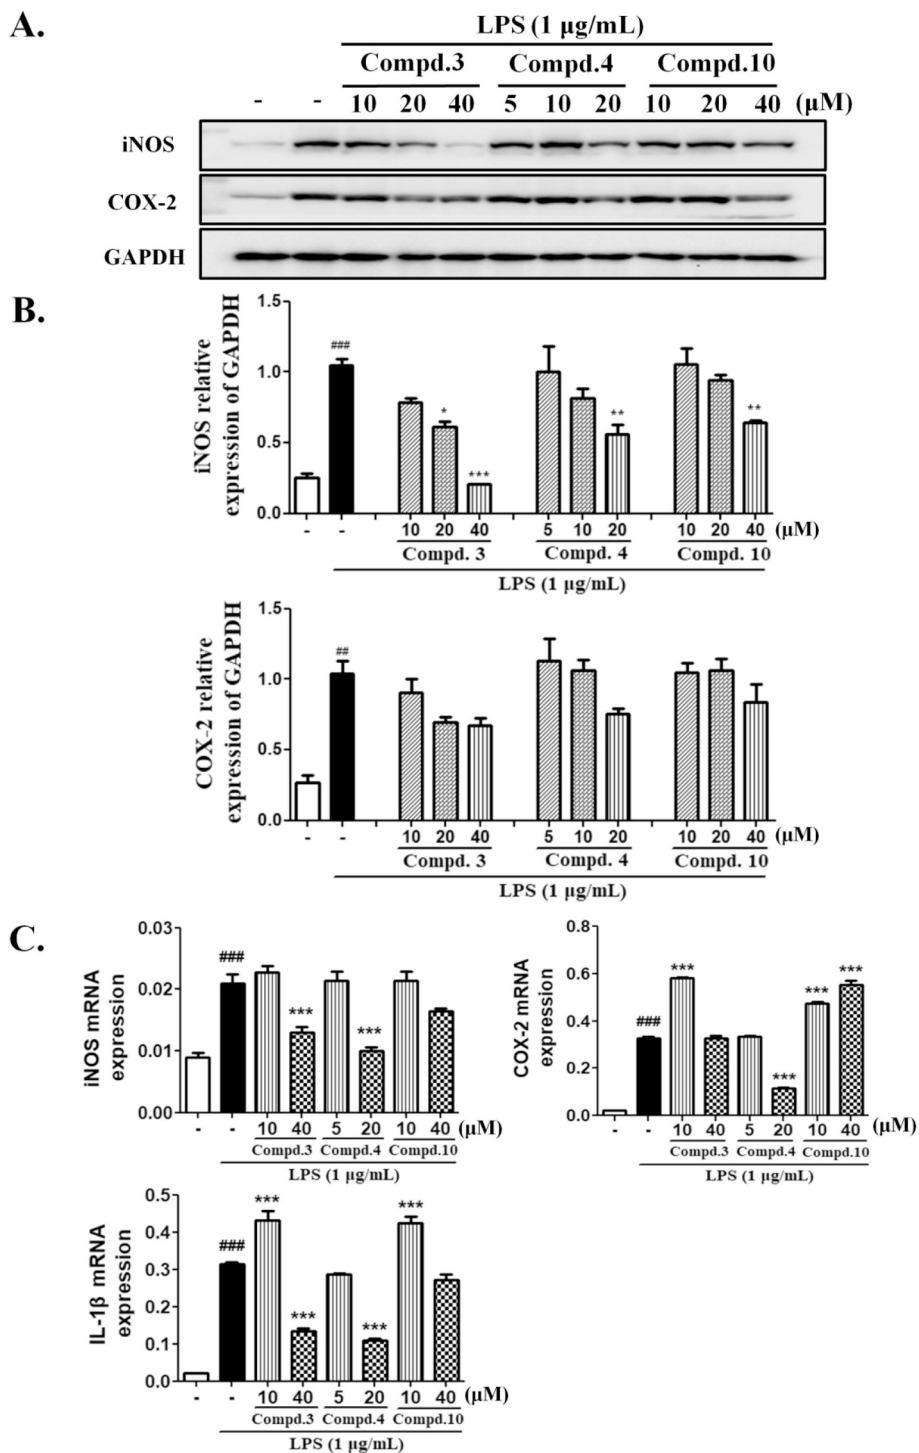 A.
LPS (1 µg/mL)
Compd.3 Compd.4 Compd.10
- - 10 20 40 5 10 20 10 20 40 (µM)
iNOS
COX-2
GAPDH
B.
iNOS relative
expression of GAPDH
1.5
1.0
0.5
0.0
###
*
***
**
**
- - 10 20 40 5 10 20 10 20 40 (µM)
Compd. 3 Compd. 4 Compd. 10
LPS (1 µg/mL)
COX-2 relative
expression of GAPDH
1.5
1.0
0.5
0.0
##
- - 10 20 40 5 10 20 10 20 40 (µM)
Compd. 3 Compd. 4 Compd. 10
LPS (1 µg/mL)
C.
iNOS mRNA
expression
0.03
0.02
0.01
0.00
###
***
***
- - 10 40 5 20 10 40 (µM)
Compd.3 Compd.4 Compd.10
LPS (1 µg/mL)
COX-2 mRNA
expression
0.8
0.6
0.4
0.2
0.0
###
***
***
***
***
- - 10 40 5 20 10 40 (µM)
Compd.3 Compd.4 Compd.10
LPS (1 µg/mL)
IL-1β mRNA
expression
0.5
0.4
0.3
0.2
0.1
0.0
###
***
***
***
***
- - 10 40 5 20 10 40 (µM)
Compd.3 Compd.4 Compd.10
LPS (1 µg/mL)